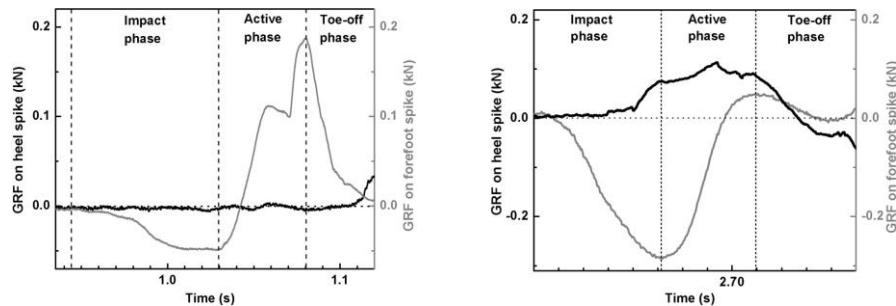 Impact phase
Active phase
Toe-off phase
GRF on heel spike (kN)
0.2
0.1
0.0
0.2
0.1
0.0
GRF on forefoot spike (kN)
1.0
1.1
Time (s)
Impact phase
Active phase
Toe-off phase
GRF on heel spike (kN)
0.2
0.0
-0.2
0.2
0.0
-0.2
GRF on forefoot spike (kN)
2.70
Time (s)